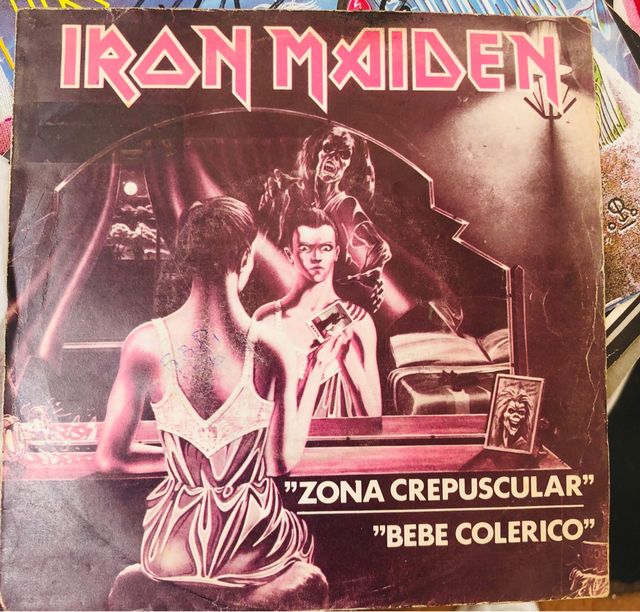 IRON MAIDEN
"ZONA CREPUSCULAR"
"BEBE COLERICO"